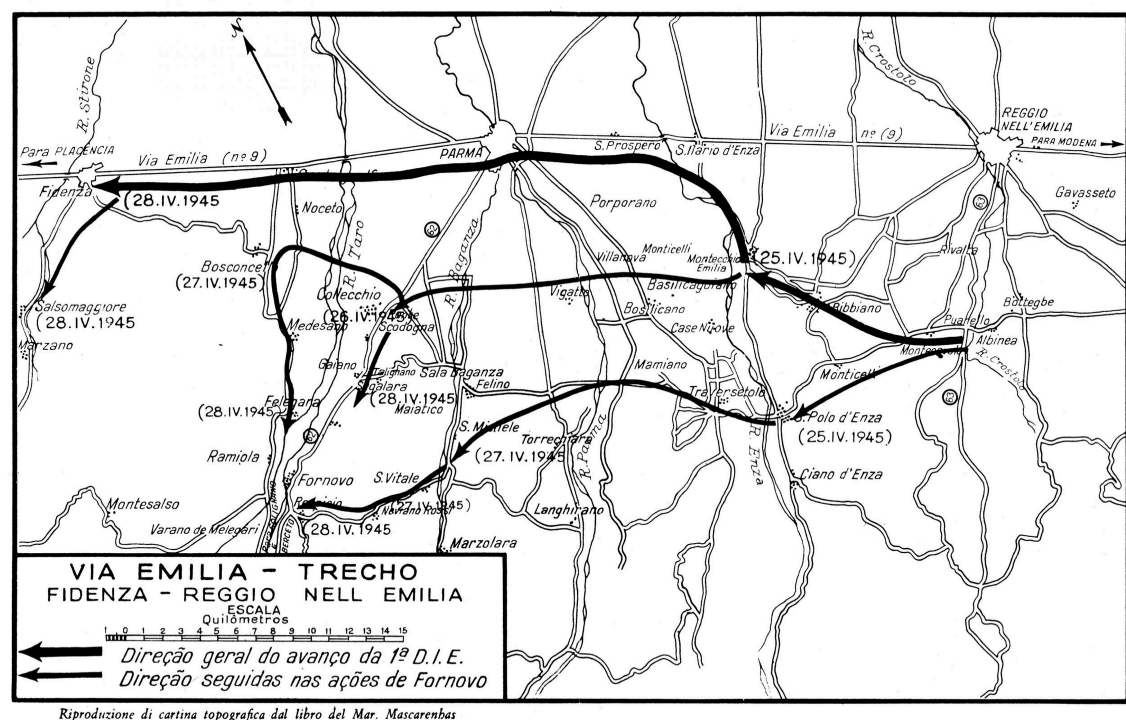 N
R. Stirone
R. Crostolo
REGGIO
NELL'EMILIA
PARA MODENA
Para PLACENCIA
Via Emilia (nº 9)
PARMA
S. Prospero
S. Ilario d'Enza
Via Emilia nº (9)
Fidenza
(28.IV.1945
Noceto
Porporano
Gavasseto
R. Taro
R. Baganza
Rivalta
Bosconcel
(27.IV.1945)
Villanova
Monticelli
Montecchio
Emilia
(25.IV.1945)
Collecchio
(26.IV.1945)
Scodogna
Vigatto
Basilicagoiano
Bibbiano
Bottegbe
Salsomaggiore
(28.IV.1945
Medesano
Basilicano
Case Nuove
Puanello
Albinea
Marzano
Gaiano
Talignano
Sala Baganza
Mamiano
Monticelli
R. Crostolo
(28.IV.1945
Felino
Maiatico
Traversetolo
(28.IV.1945)
Felegara
S. Michele
(27.IV.1945
Torrechiara
R. Parma
S. Polo d'Enza
(25.IV.1945)
R. Enza
Ramiola
Fornovo
S. Vitale
Ciano d'Enza
Montesalso
(27.IV.1945)
Neviano Rossi
Langhirano
Varano de Melegari
(28.IV.1945
BERCETO
Marzolara
VIA EMILIA - TRECHO
FIDENZA - REGGIO NELL EMILIA
ESCALA
Quilômetros
1 0 1 2 3 4 5 6 7 8 9 10 11 12 13 14 15
Direção geral do avanço da 1ª D.I.E.
Direção seguidas nas ações de Fornovo
Riproduzione di cartina topografica dal libro del Mar. Mascarenhas